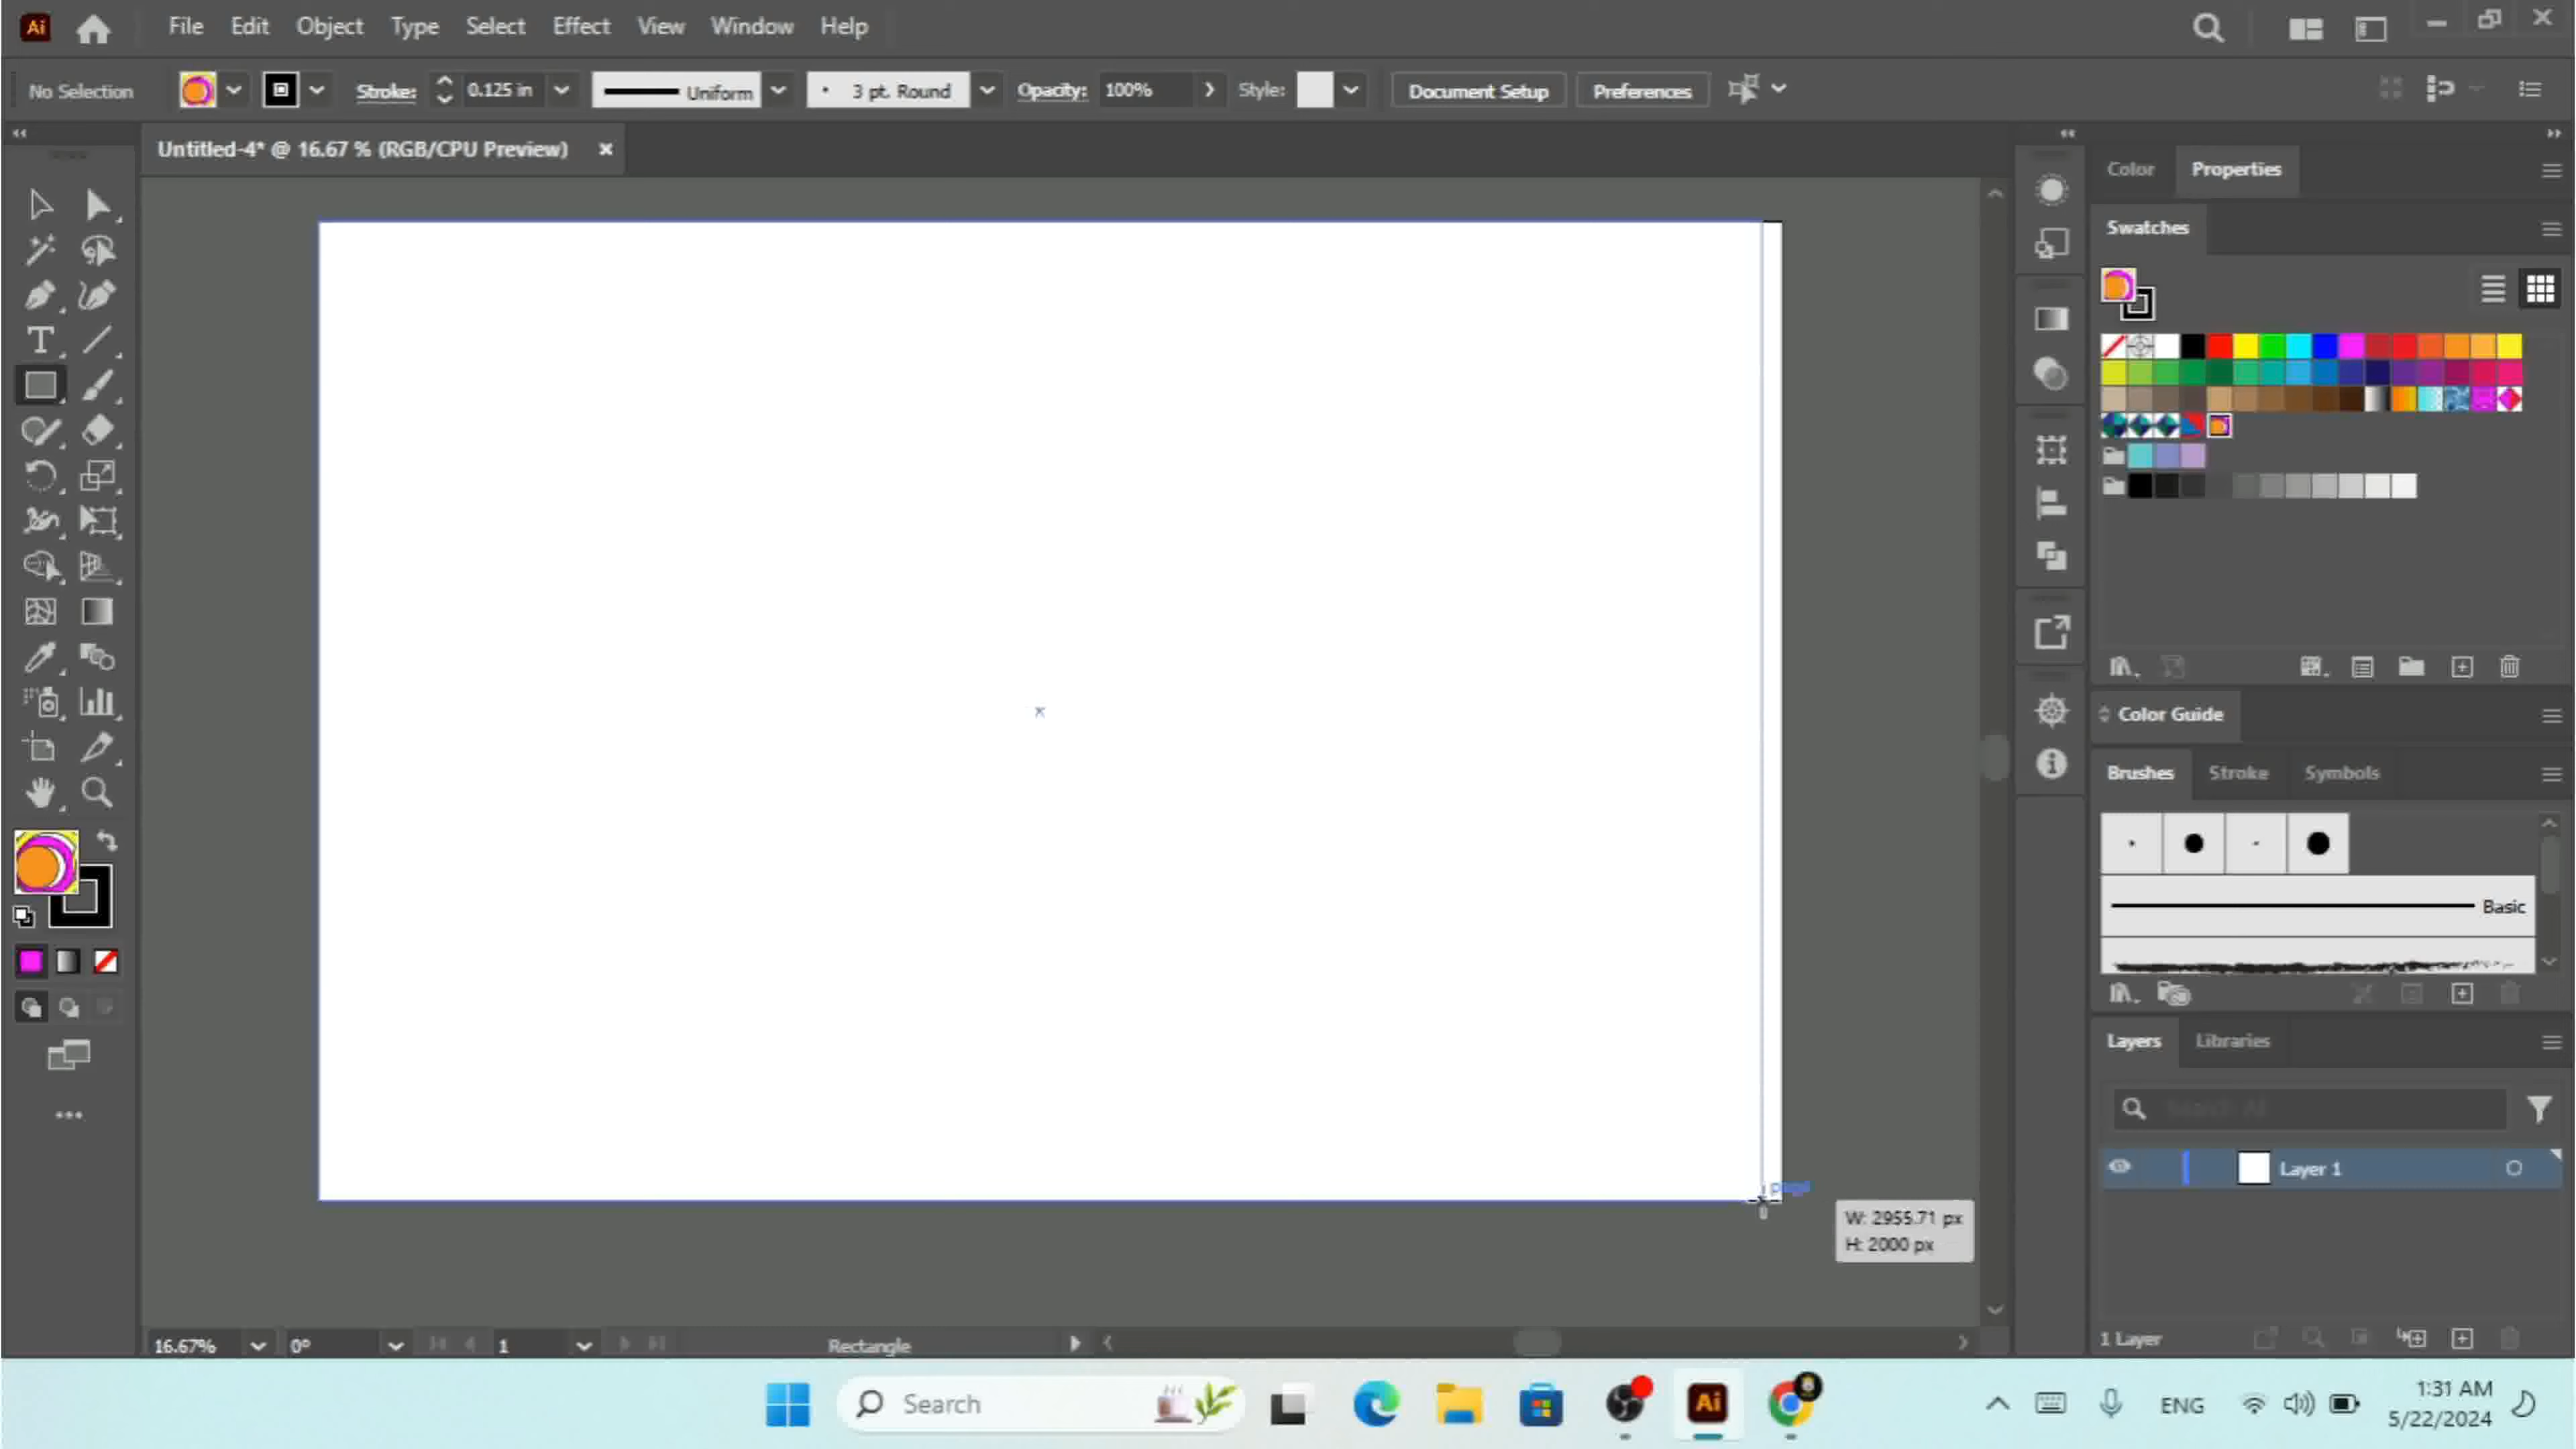 Ai File Edit Object Type Select Effect View Window Help
No Selection Stroke: 0.125 in Uniform 3 pt. Round Opacity: 100% Style: Document Setup Preferences
Untitled-4* @ 16.67 % (RGB/CPU Preview)
Color Properties
Swatches
Color Guide
Brushes Stroke Symbols
Basic
Layers Libraries
Layer 1
W: 2955.71 px
H: 2000 px
16.67% 0° 1 Rectangle
1 Layer
Search
Ai
ENG
1:31 AM
5/22/2024